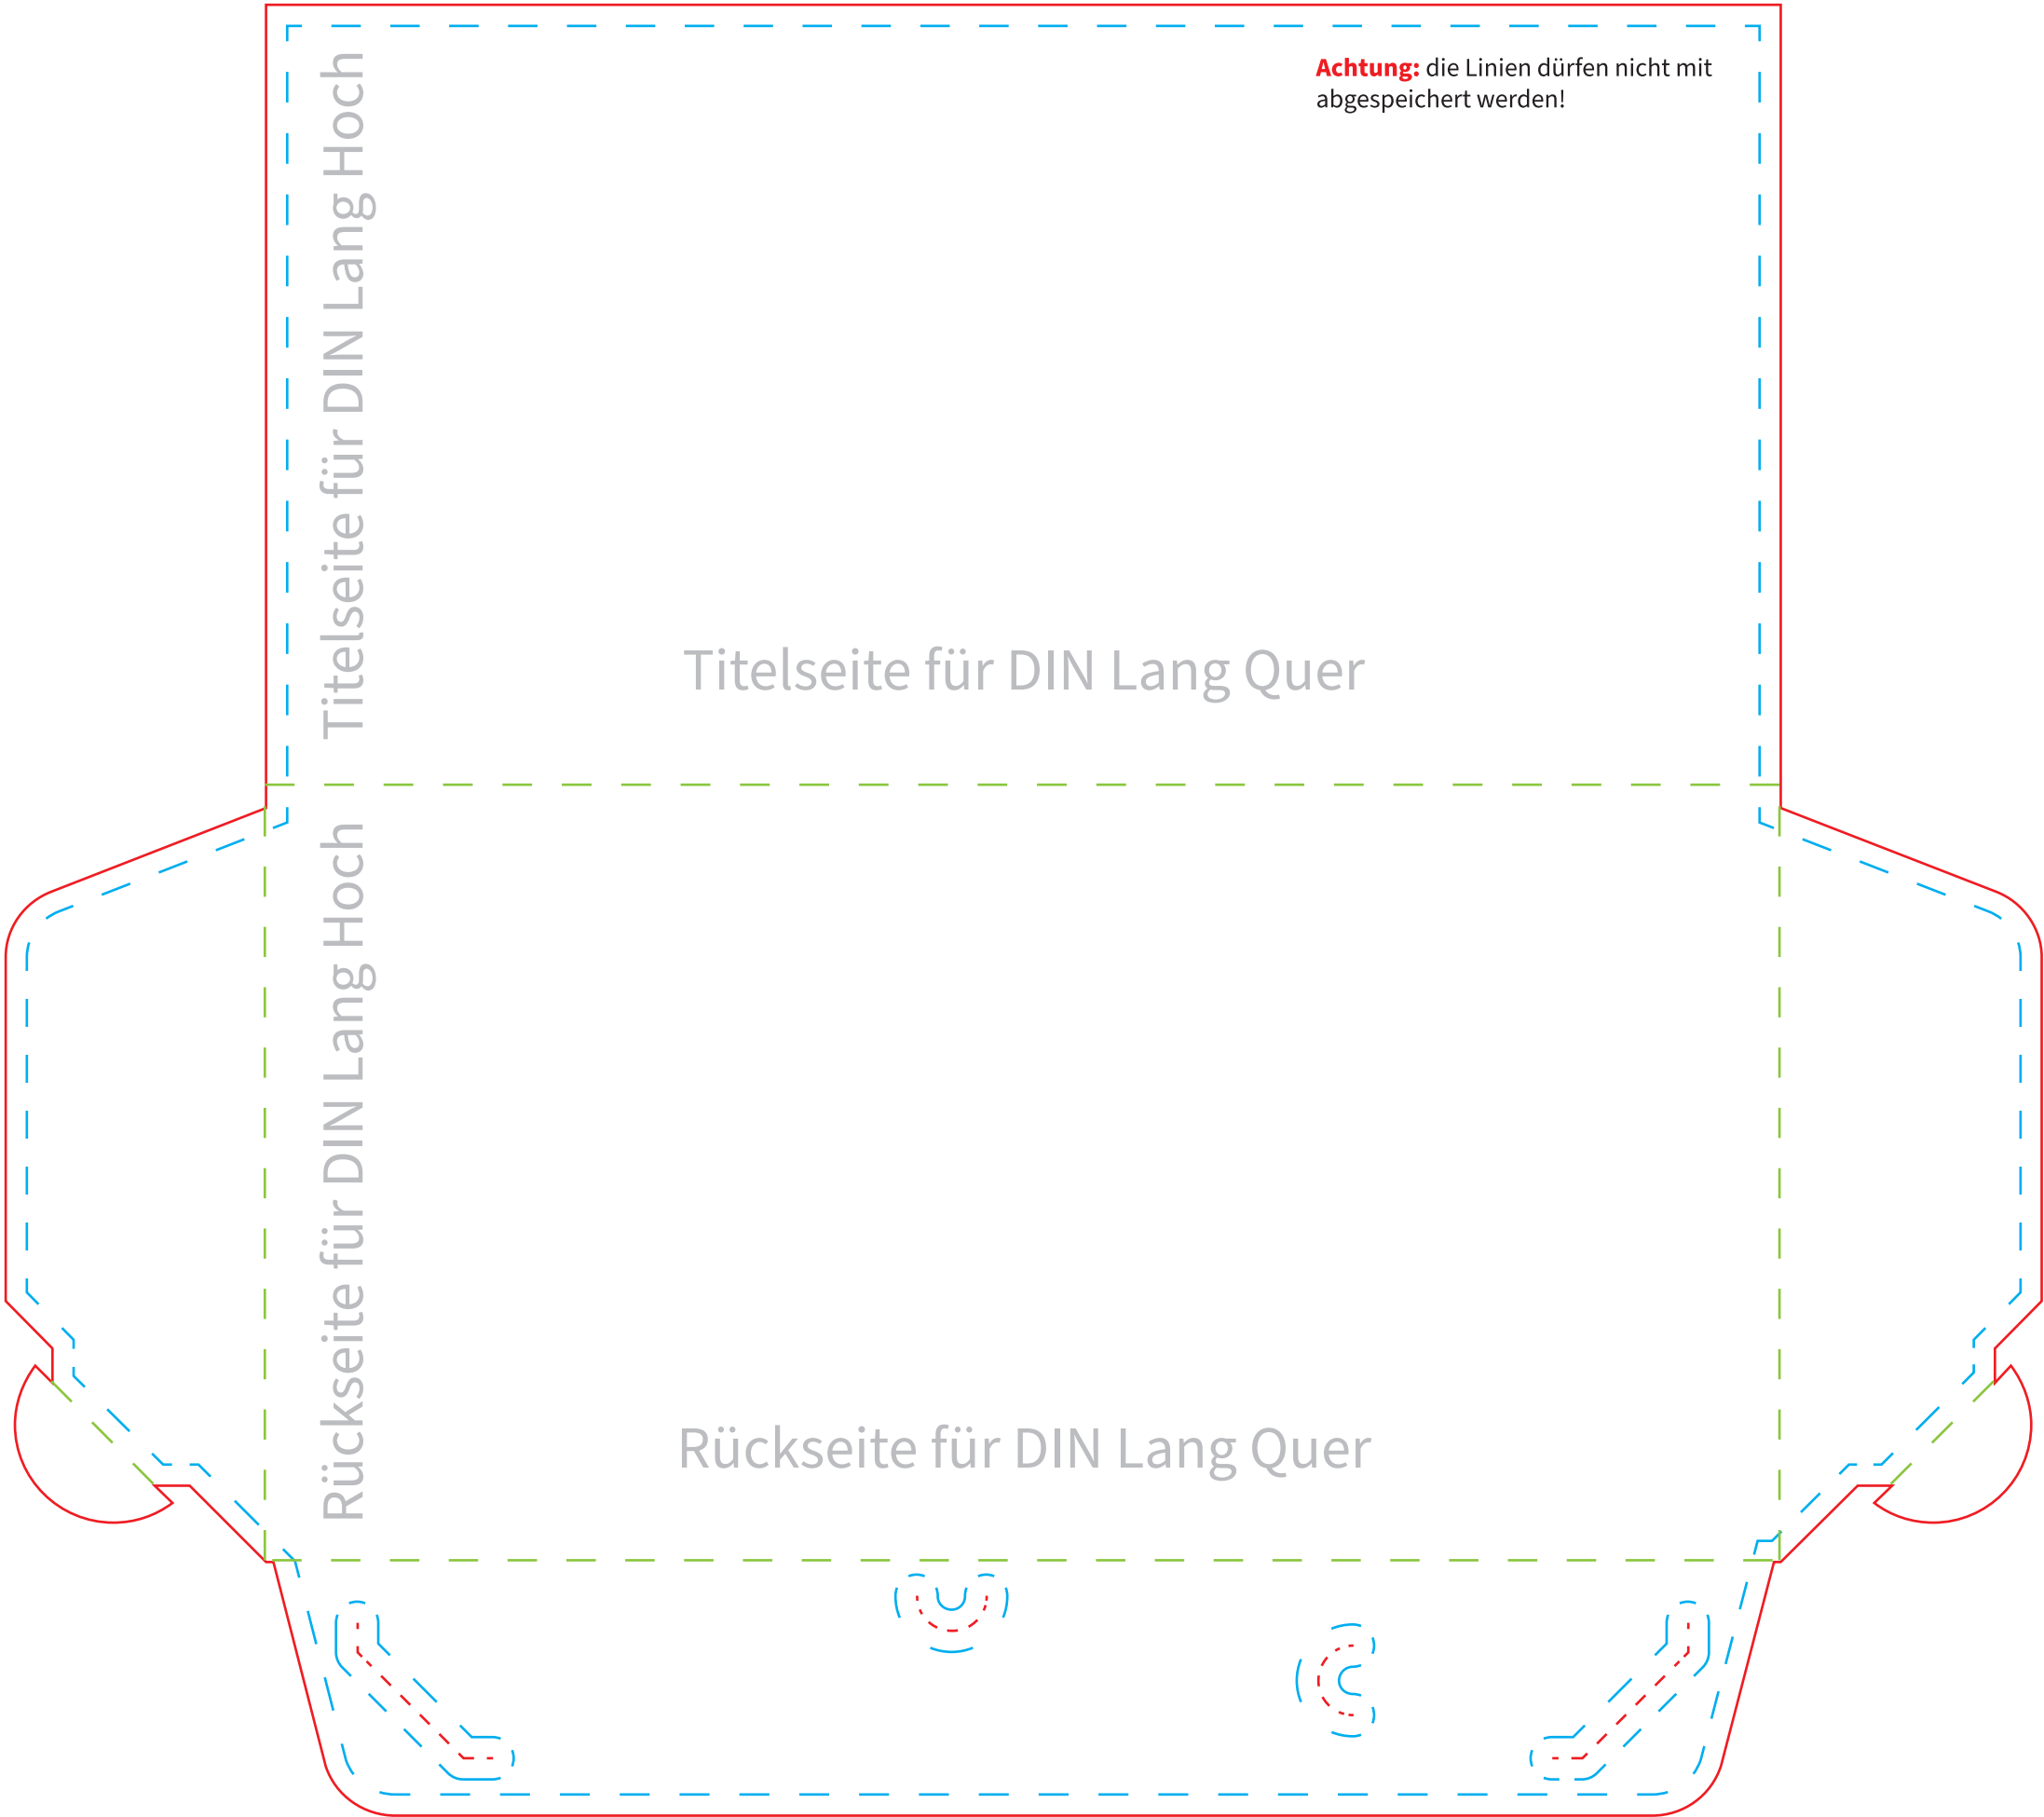 Achtung: die Linien dürfen nicht mit
abgespeichert werden!
Titelseite für DIN Lang Hoch
Titelseite für DIN Lang Quer
Rückseite für DIN Lang Hoch
Rückseite für DIN Lang Quer